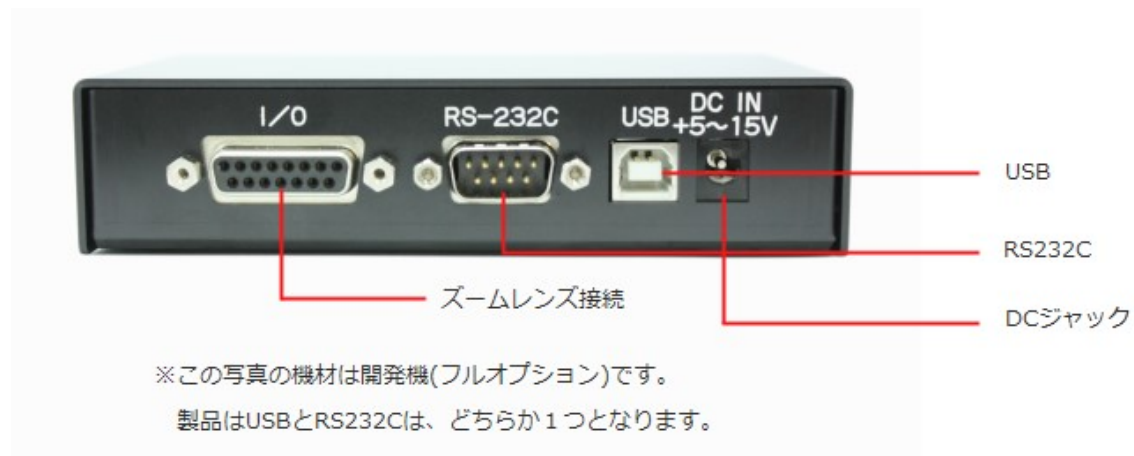 I/O
RS-232C
USB
DC IN
+5～15V
USB
RS232C
DCジャック
ズームレンズ接続
※この写真の機材は開発機(フルオプション)です。
製品はUSBとRS232Cは、どちらか１つとなります。